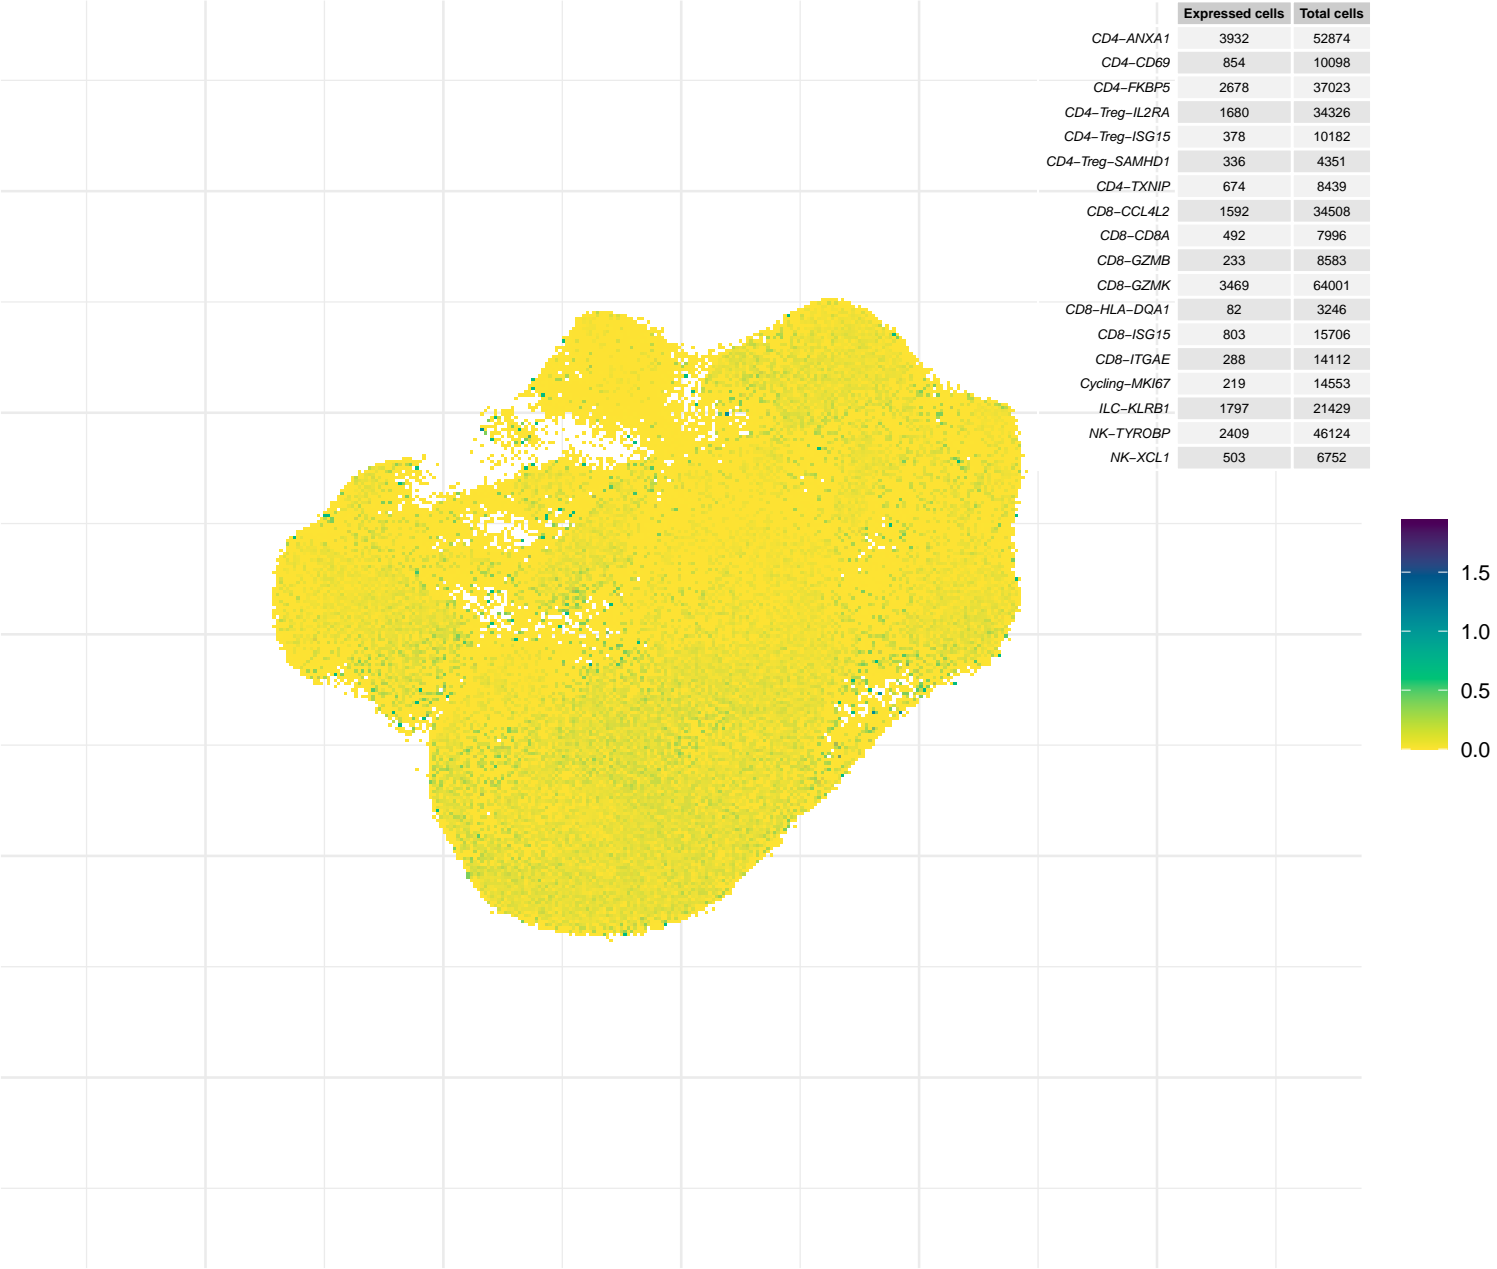 Expressed cells Total cells
CD4−ANXA1 3932 52874
CD4−CD69 854 10098
CD4−FKBP5 2678 37023
CD4−Treg−IL2RA 1680 34326
CD4−Treg−ISG15 378 10182
CD4−Treg−SAMHD1 336 4351
CD4−TXNIP 674 8439
CD8−CCL4L2 1592 34508
CD8−CD8A 492 7996
CD8−GZMB 233 8583
CD8−GZMK 3469 64001
CD8−HLA−DQA1 82 3246
CD8−ISG15 803 15706
CD8−ITGAE 288 14112
Cycling−MKI67 219 14553
ILC−KLRB1 1797 21429
NK−TYROBP 2409 46124
NK−XCL1 503 6752
1.5
1.0
0.5
0.0